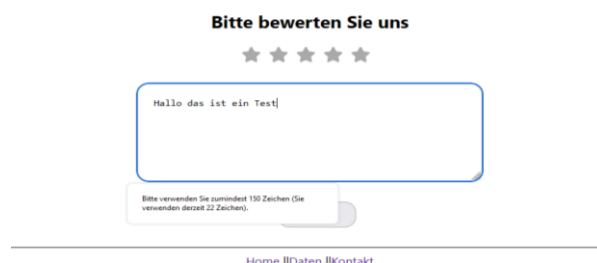 Bitte bewerten Sie uns
Hallo das ist ein Test
Bitte verwenden Sie zumindest 150 Zeichen (Sie
verwenden derzeit 22 Zeichen).
Home ||Daten ||Kontakt